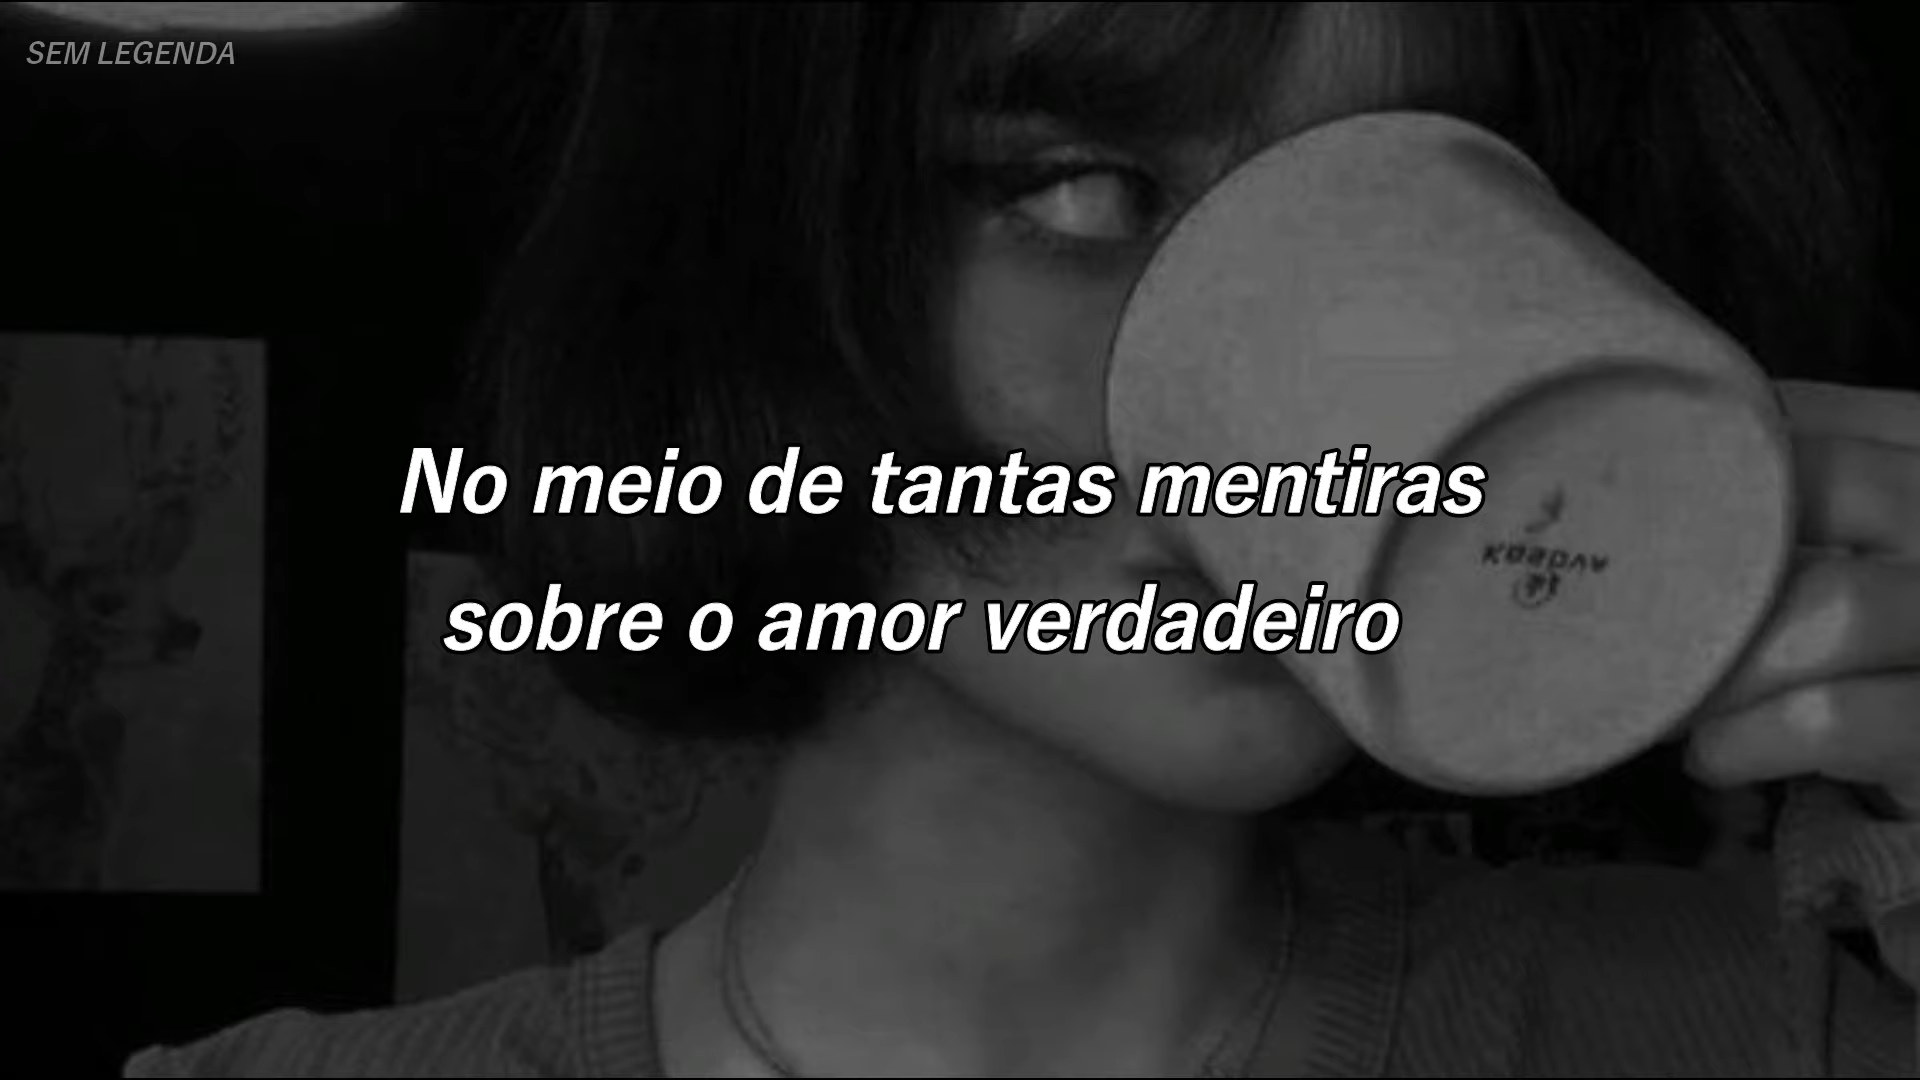 SEM LEGENDA
No meio de tantas mentiras
sobre o amor verdadeiro